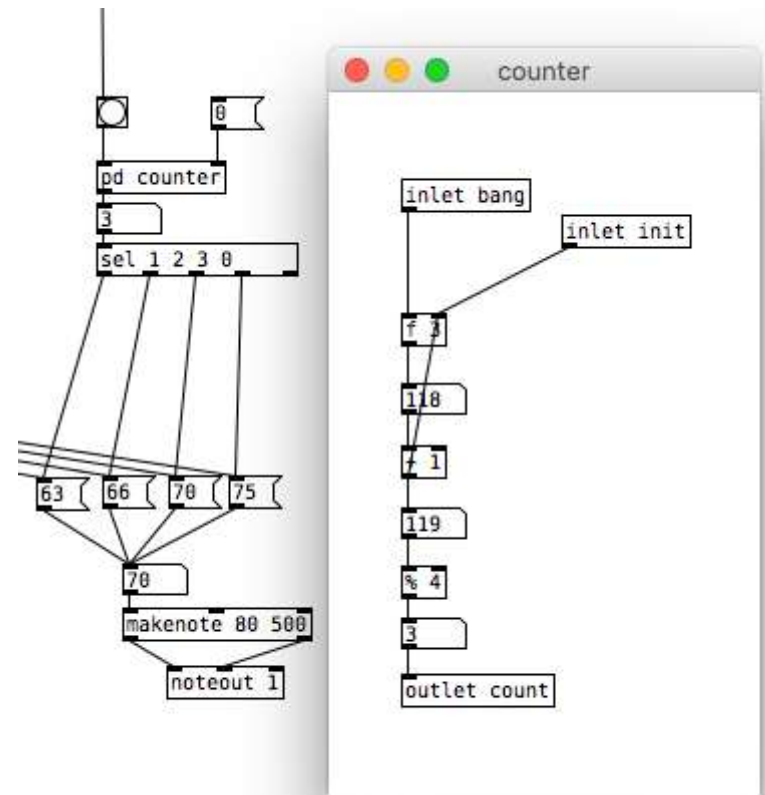 counter
0
pd counter
3
sel 1 2 3 0
63
66
70
75
70
makenote 80 500
noteout 1
inlet bang
inlet init
f 3
118
+ 1
119
% 4
3
outlet count